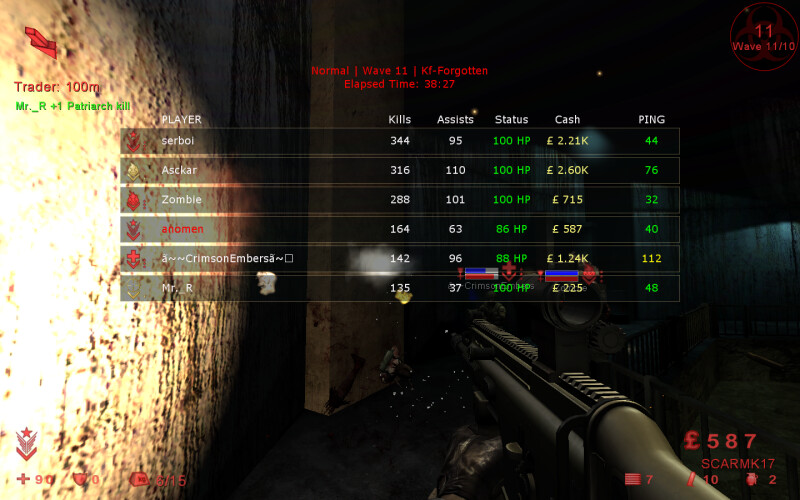 11
Wave 11/10
Normal | Wave 11 | Kf-Forgotten
Elapsed Time: 38:27
Trader: 100m
Mr._R +1 Patriarch kill
PLAYER Kills Assists Status Cash PING
serboi 344 95 100 HP £ 2.21K 44
Asckar 316 110 100 HP £ 2.60K 76
Zombie 288 101 100 HP £ 715 32
anomen 164 63 86 HP £ 587 40
ã~~CrimsonEmbersã~□ 142 96 88 HP £ 1.24K 112
Mr._R 135 37 100 HP £ 225 48
£ 587
SCARMK17
90 0 /15 7 10 2